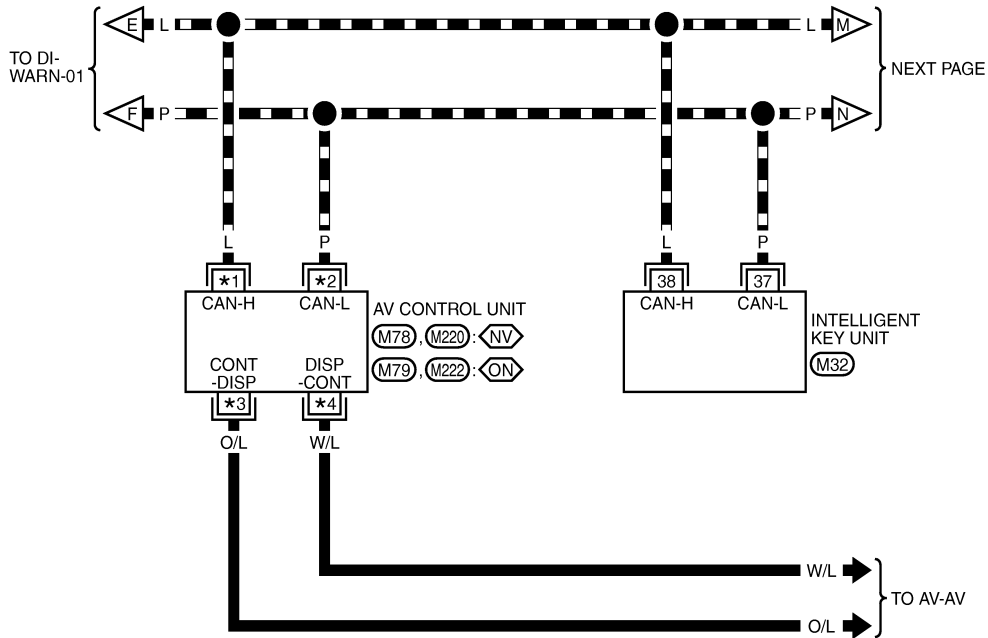 E L L M
TO DI-
WARN-01
NEXT PAGE
F P P N
L P L P
*1 *2 38 37
CAN-H CAN-L CAN-H CAN-L
AV CONTROL UNIT
M78 , M220 : NV
M79 , M222 : ON
INTELLIGENT
KEY UNIT
M32
CONT
-DISP
DISP
-CONT
*3 *4
O/L W/L
W/L
TO AV-AV
O/L